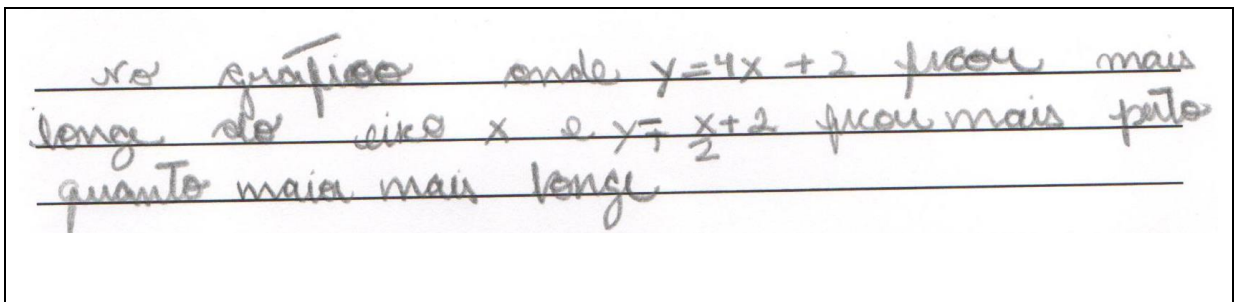 No gráfico onde y=4x+2 ficou mais
longe do eixo x e y= x/2+2 ficou mais perto
quanto maior mais longe